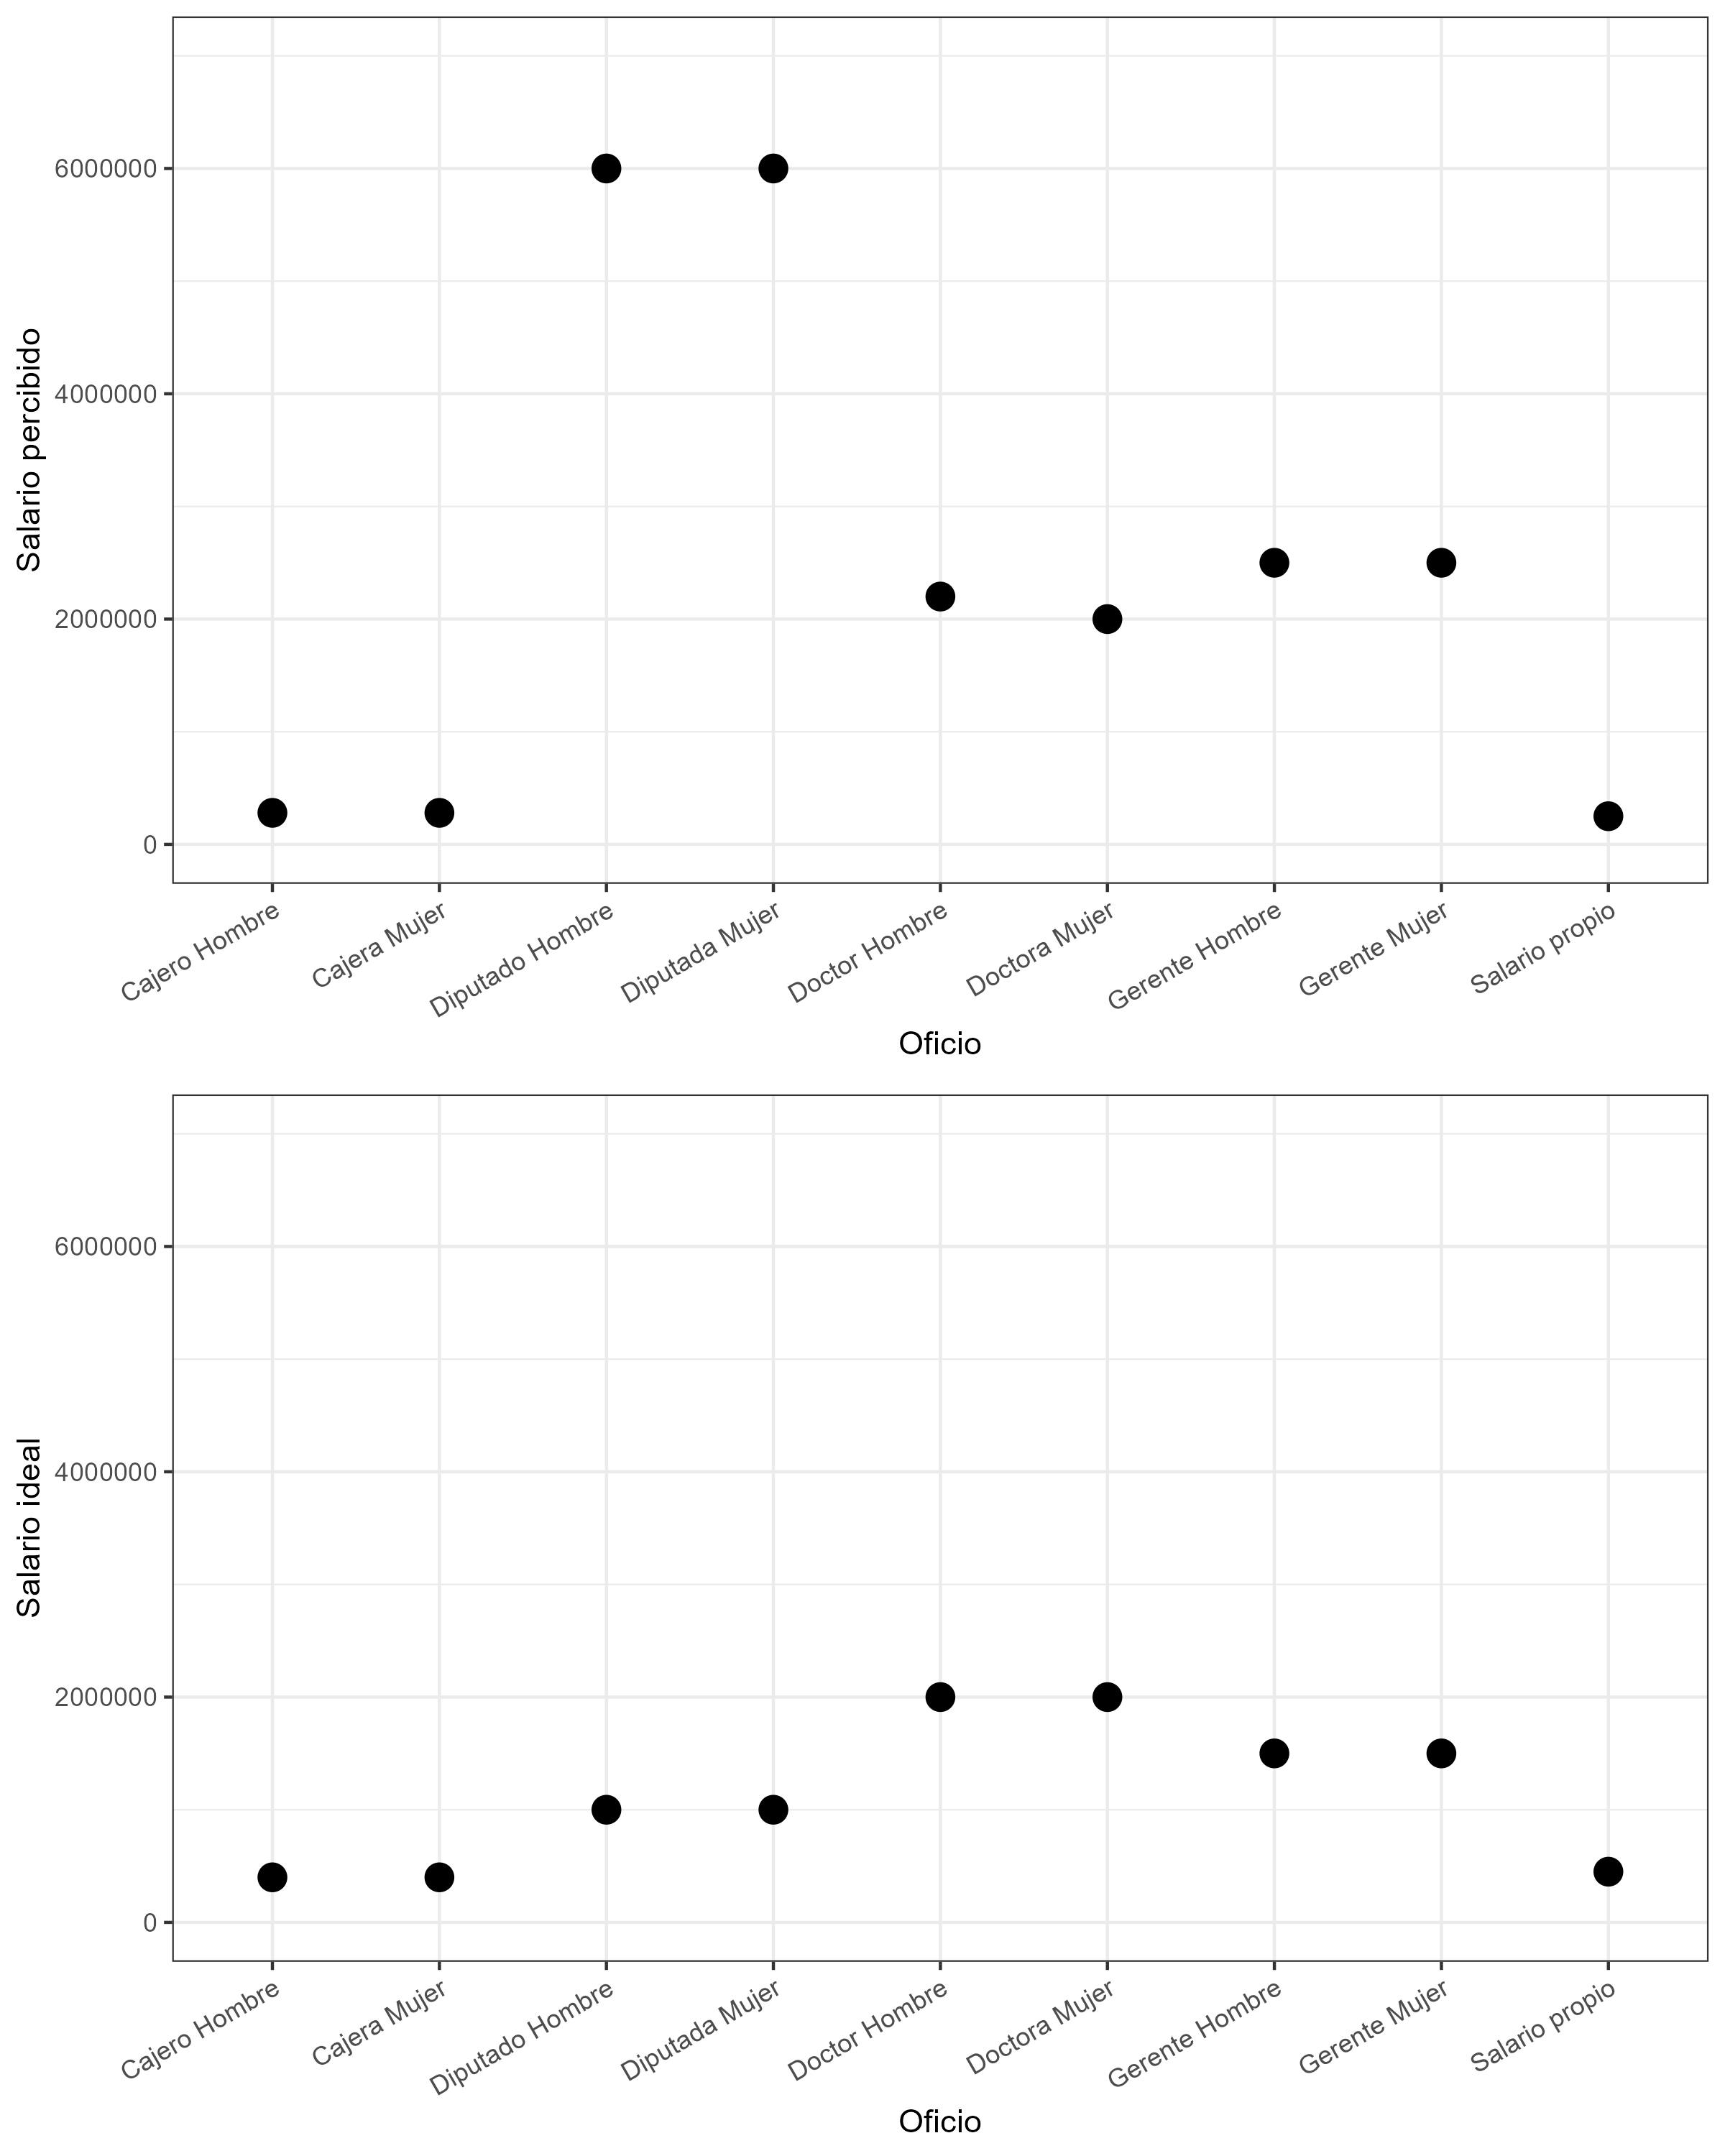 Salario percibido
6000000
4000000
2000000
0
Cajero Hombre
Cajera Mujer
Diputado Hombre
Diputada Mujer
Doctor Hombre
Doctora Mujer
Gerente Hombre
Gerente Mujer
Salario propio
Oficio
Salario ideal
6000000
4000000
2000000
0
Cajero Hombre
Cajera Mujer
Diputado Hombre
Diputada Mujer
Doctor Hombre
Doctora Mujer
Gerente Hombre
Gerente Mujer
Salario propio
Oficio